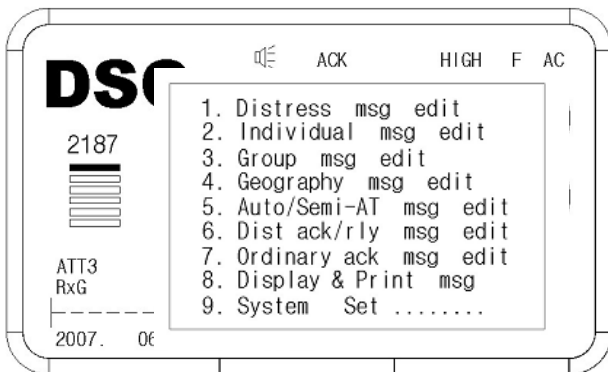 ACK HIGH F AC
DSC
2187
1. Distress msg edit
2. Individual msg edit
3. Group msg edit
4. Geography msg edit
5. Auto/Semi-AT msg edit
6. Dist ack/rly msg edit
7. Ordinary ack msg edit
8. Display & Print msg
9. System Set ........
ATT3
RxG
2007. 06